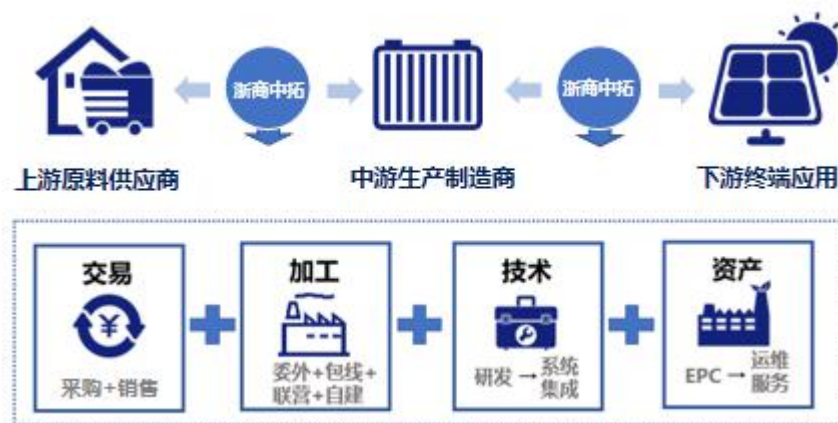 浙商中拓
浙商中拓
上游原料供应商
中游生产制造商
下游终端应用
交易
¥
采购+销售
加工
委外+包线+
联营+自建
技术
研发→系统
集成
资产
EPC→运维
服务